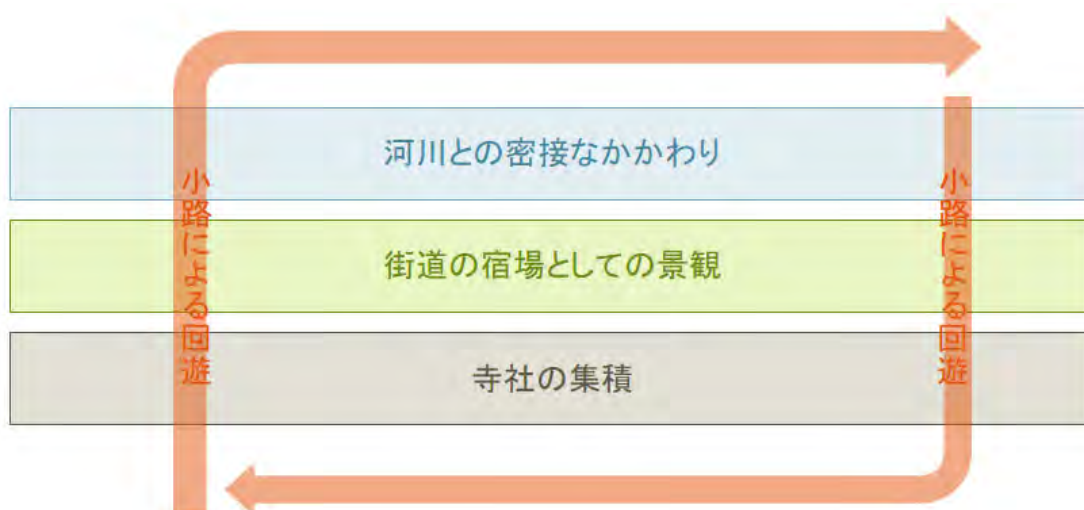 河川との密接なかかわり
街道の宿場としての景観
寺社の集積
小路による回遊
小路による回遊